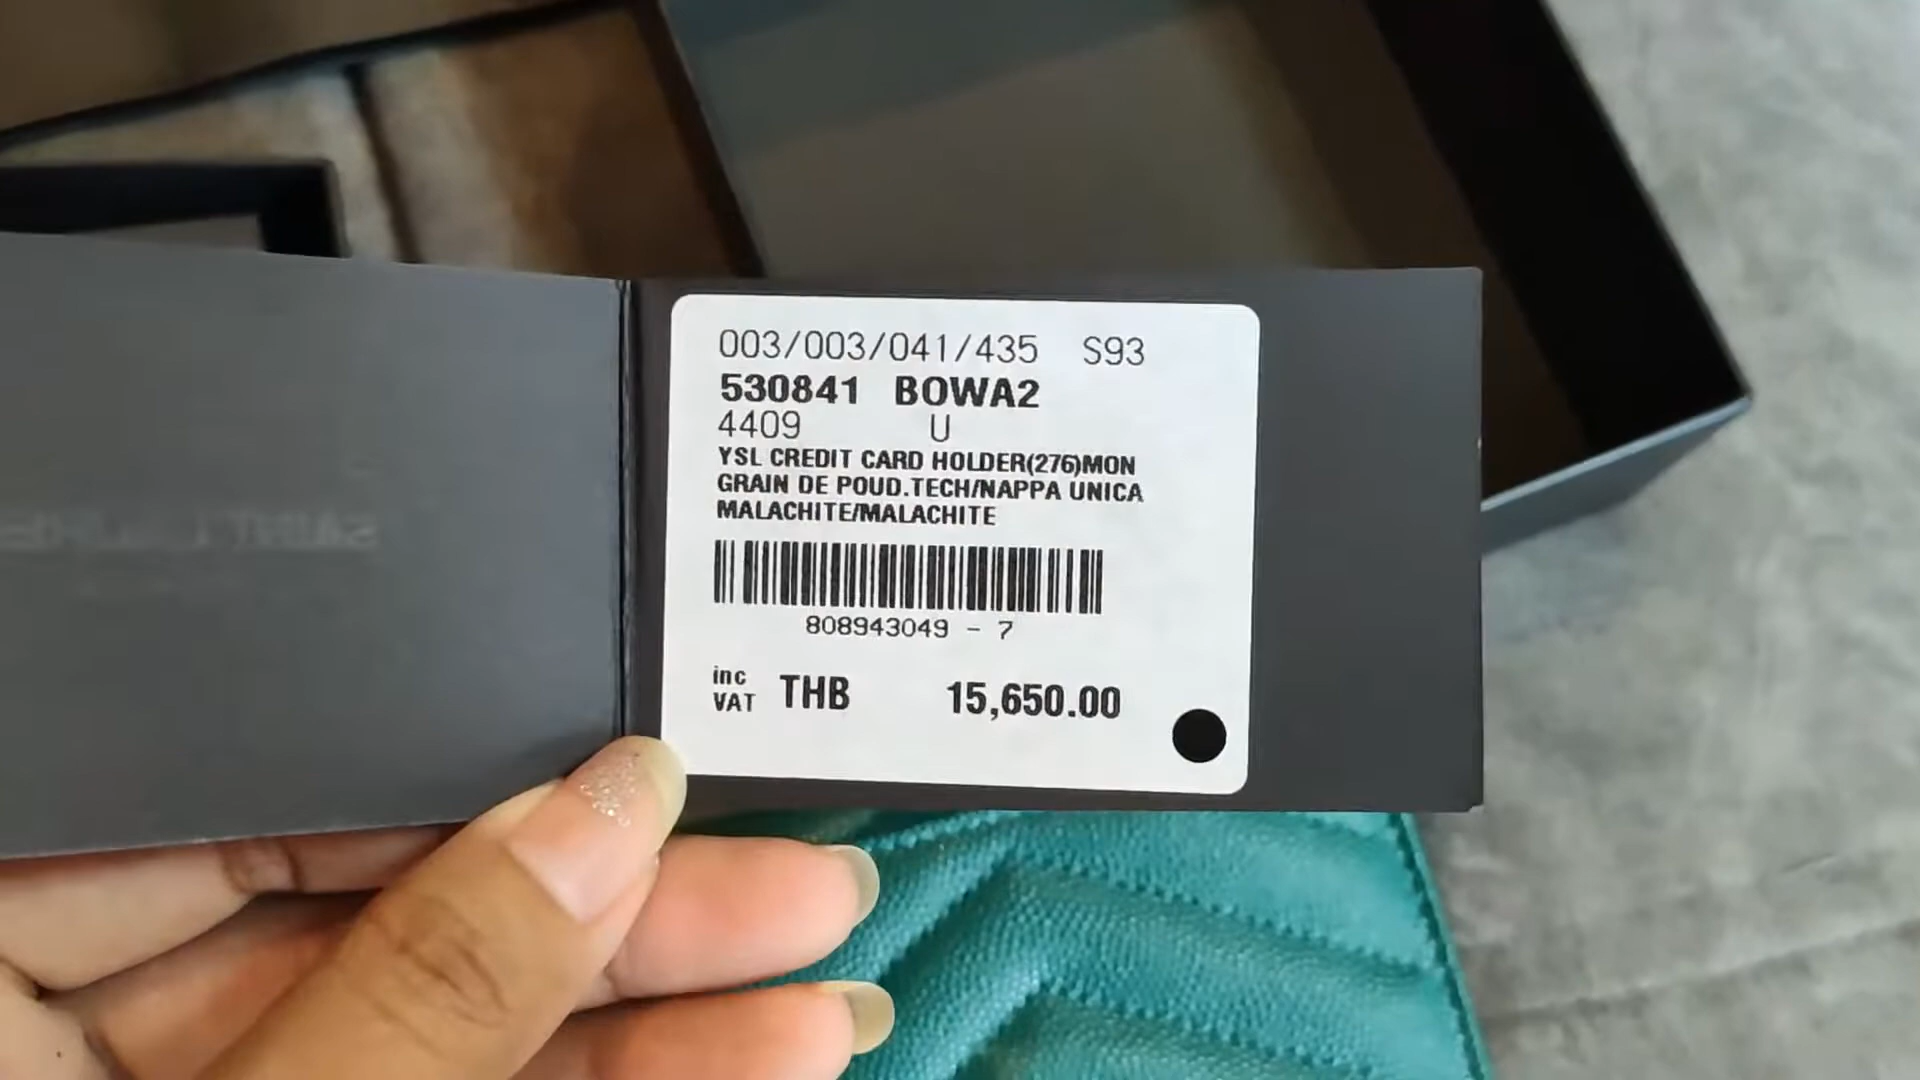 003/003/041/435 S93
530841 BOWA2
4409 U
YSL CREDIT CARD HOLDER(276)MON
GRAIN DE POUD.TECH/NAPPA UNICA
MALACHITE/MALACHITE
808943049 - 7
inc VAT THB 15,650.00